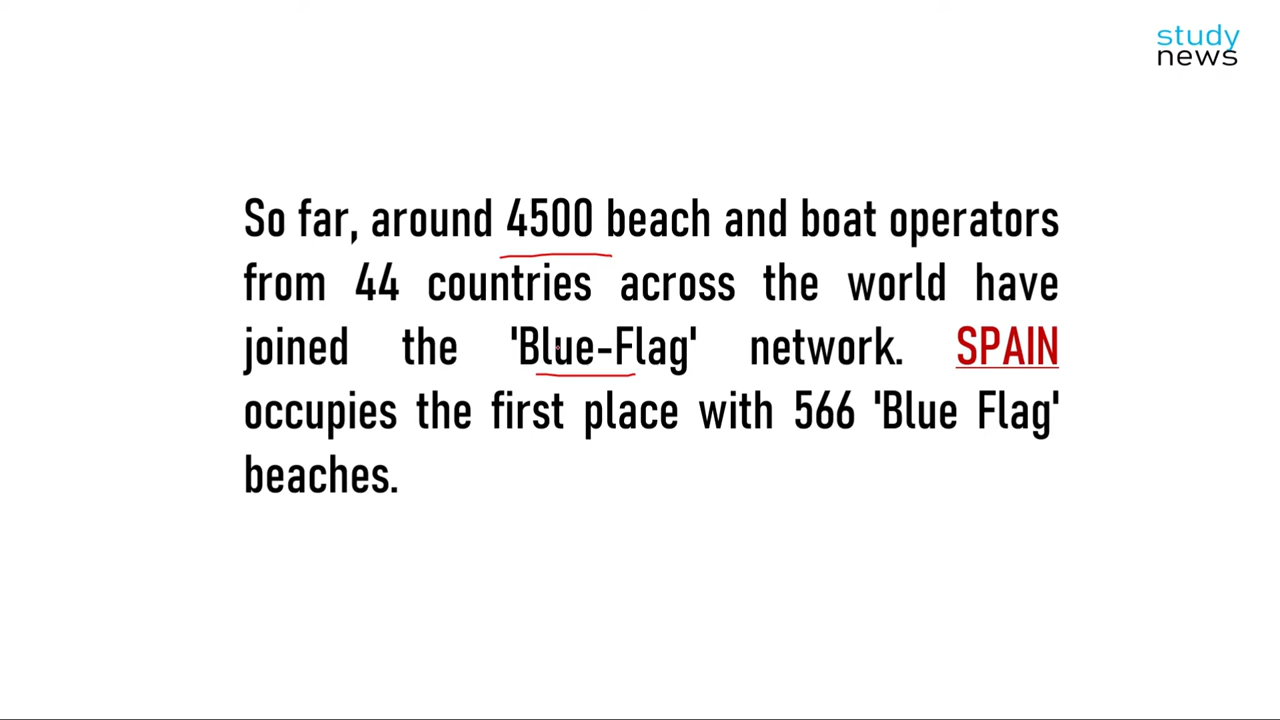 study
news
So far, around 4500 beach and boat operators
from 44 countries across the world have
joined the 'Blue-Flag' network. SPAIN
occupies the first place with 566 'Blue Flag'
beaches.